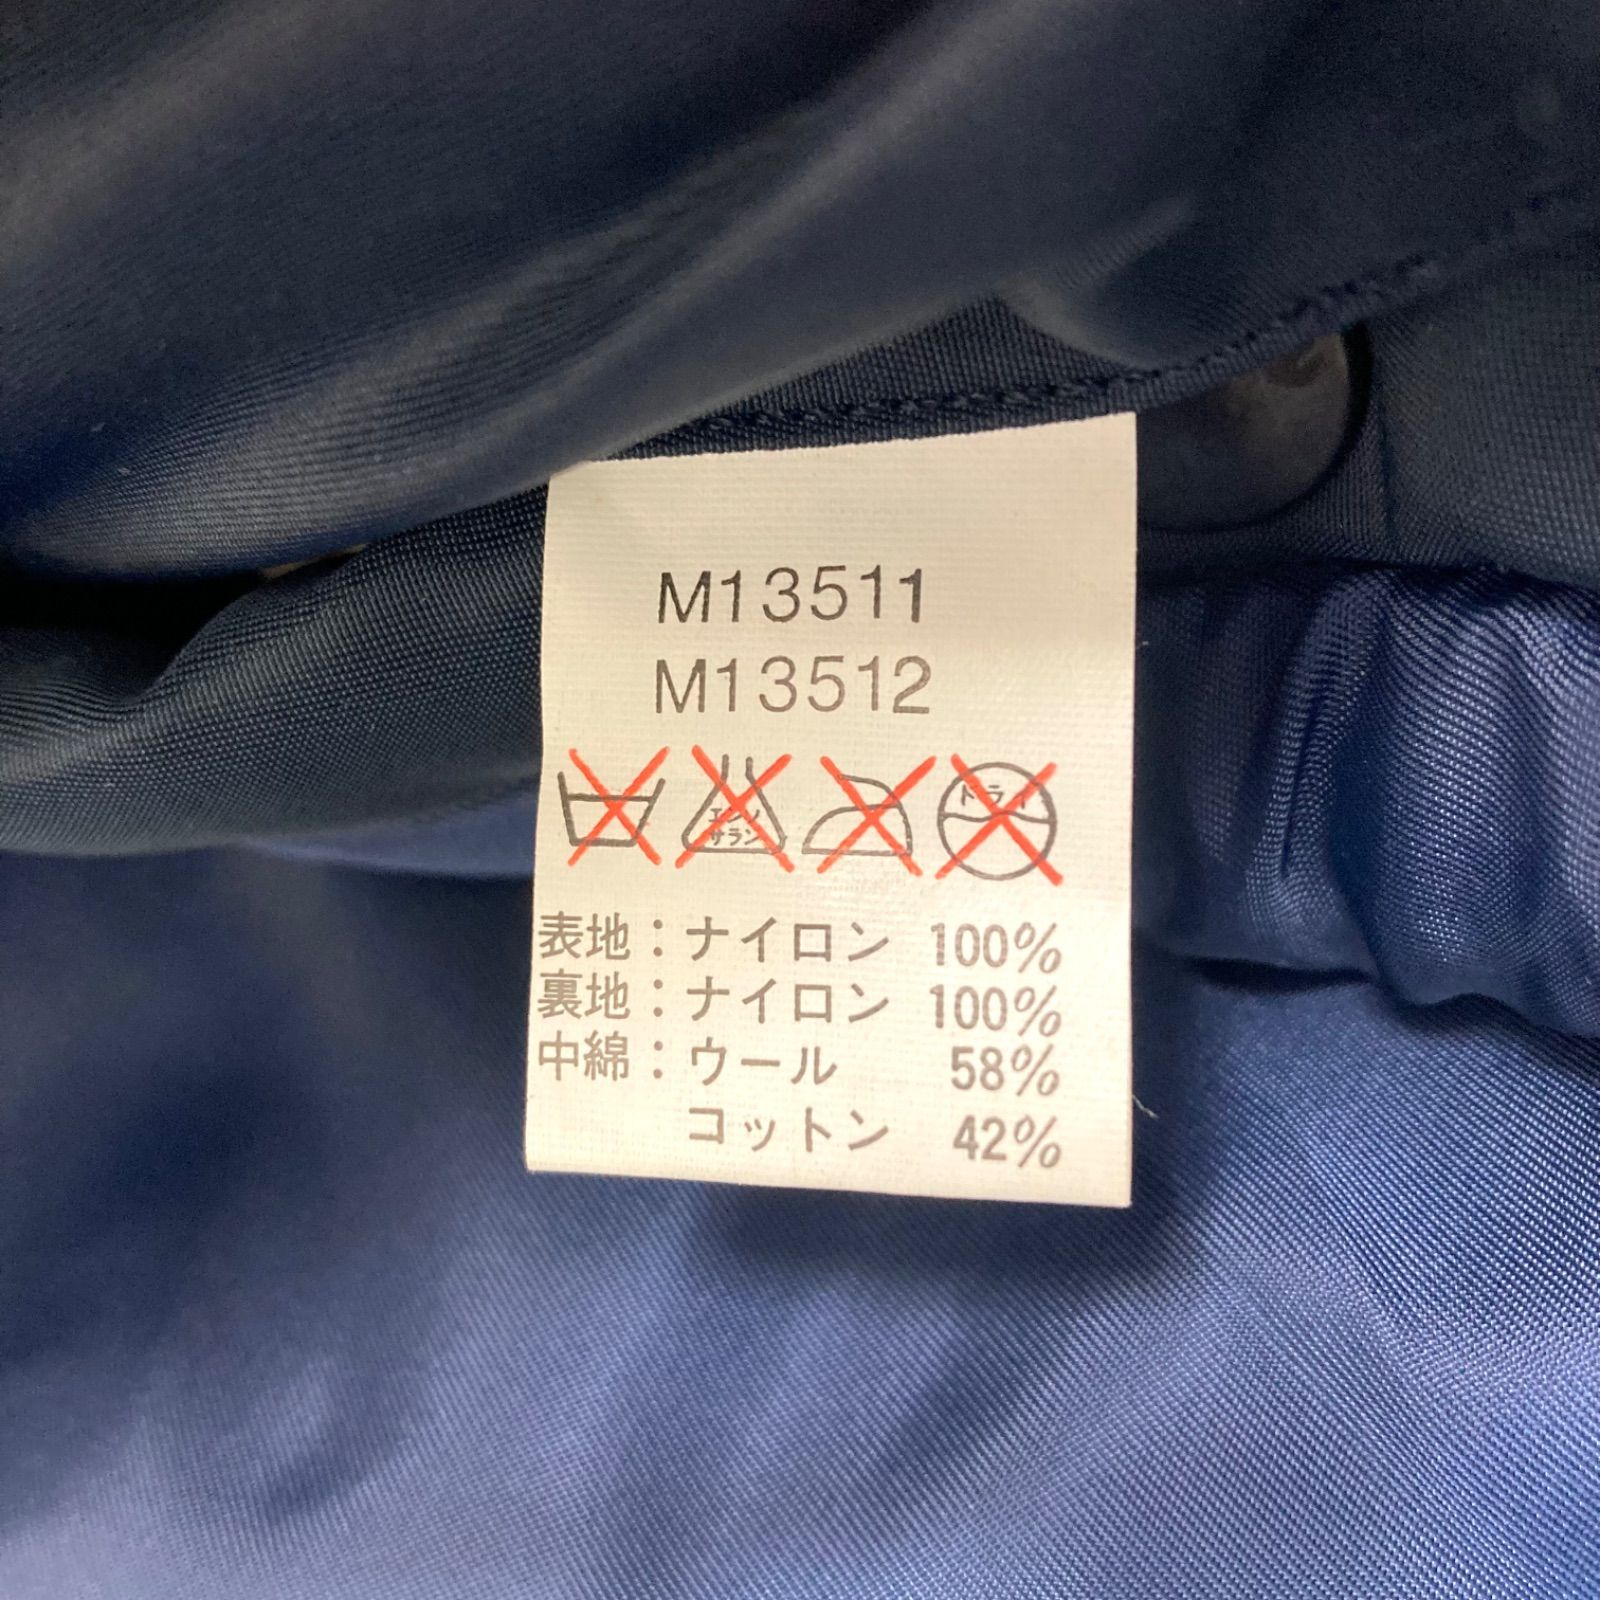 M13511
M13512
エンソ
サラシ
ドライ
表地：ナイロン 100%
裏地：ナイロン 100%
中綿：ウール 58%
コットン 42%